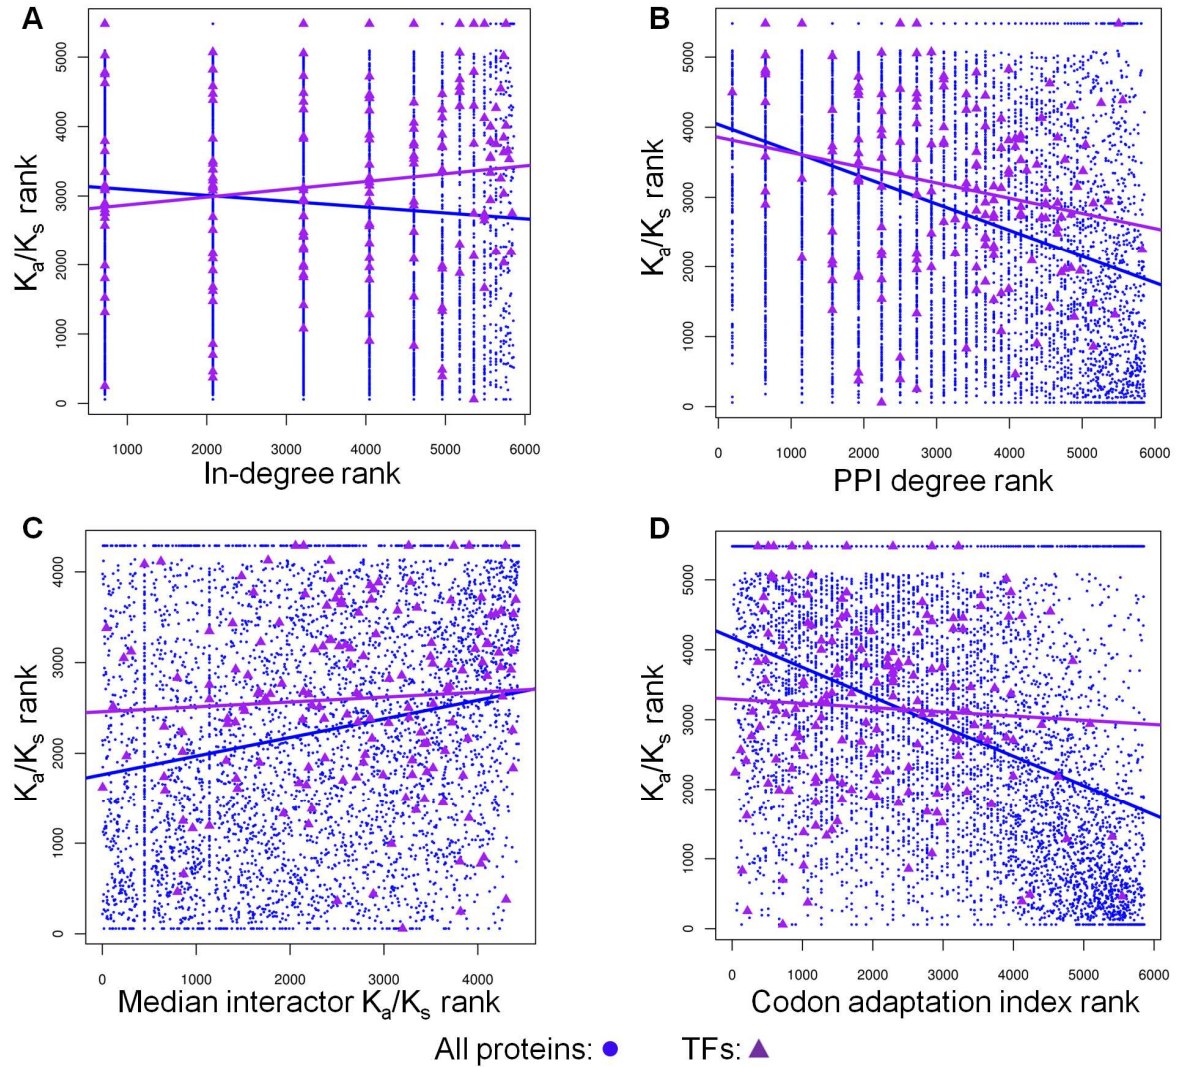 A
5000
4000
3000
2000
1000
0
Ka/Ks rank
1000 2000 3000 4000 5000 6000
In-degree rank
B
5000
4000
3000
2000
1000
0
Ka/Ks rank
0 1000 2000 3000 4000 5000 6000
PPI degree rank
C
4000
3000
2000
1000
0
Ka/Ks rank
0 1000 2000 3000 4000
Median interactor Ka/Ks rank
D
5000
4000
3000
2000
1000
0
Ka/Ks rank
0 1000 2000 3000 4000 5000 6000
Codon adaptation index rank
All proteins: TFs: